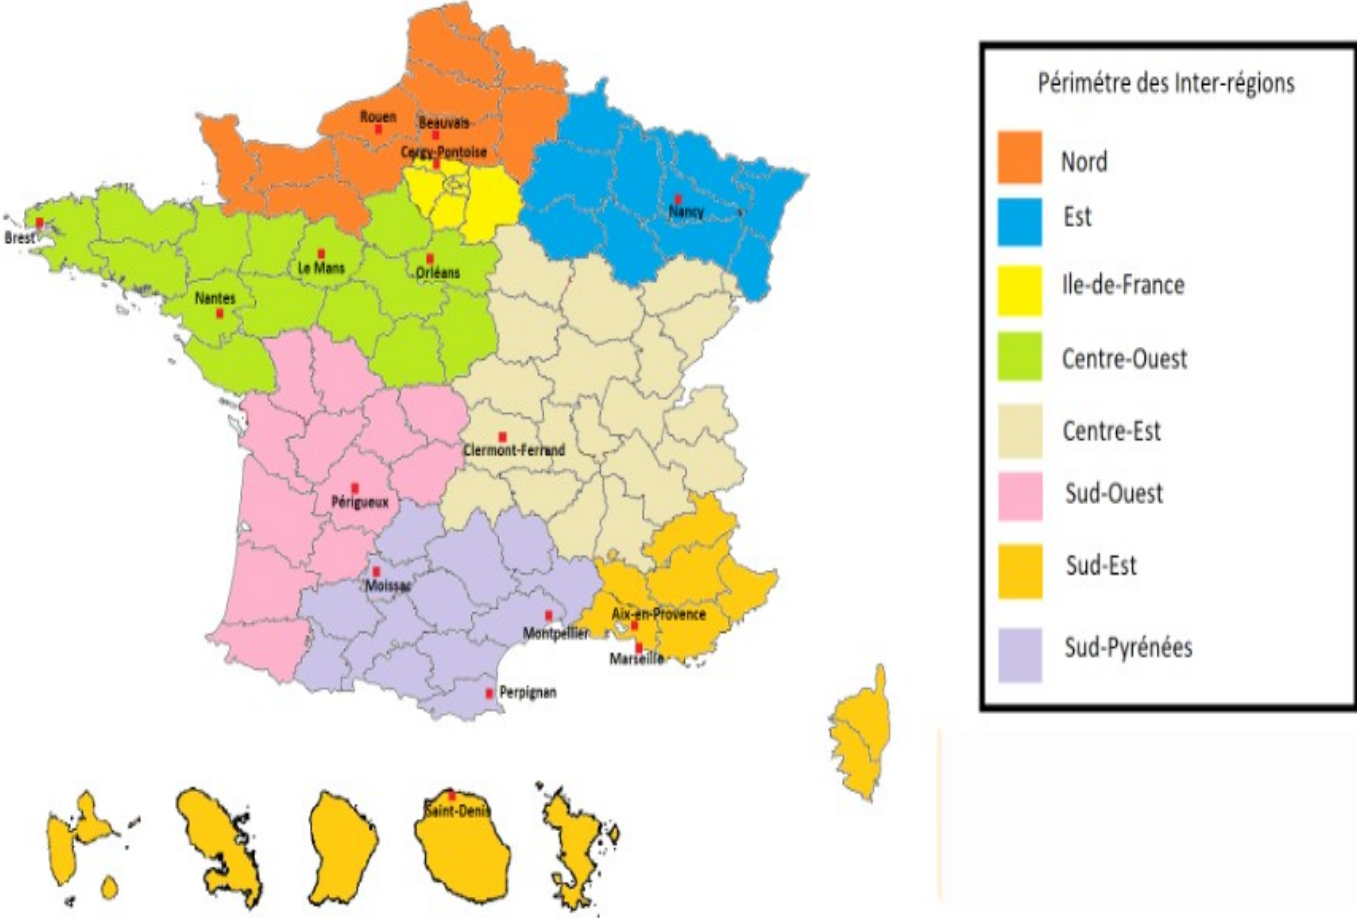 Rouen
Beauvais
Cergy-Pontoise
Nancy
Brest
Le Mans
Orléans
Nantes
Clermont-Ferrand
Périgueux
Moissac
Aix-en-Provence
Montpellier
Marseille
Perpignan
Saint-Denis
Périmétre des Inter-régions
Nord
Est
Ile-de-France
Centre-Ouest
Centre-Est
Sud-Ouest
Sud-Est
Sud-Pyrénées